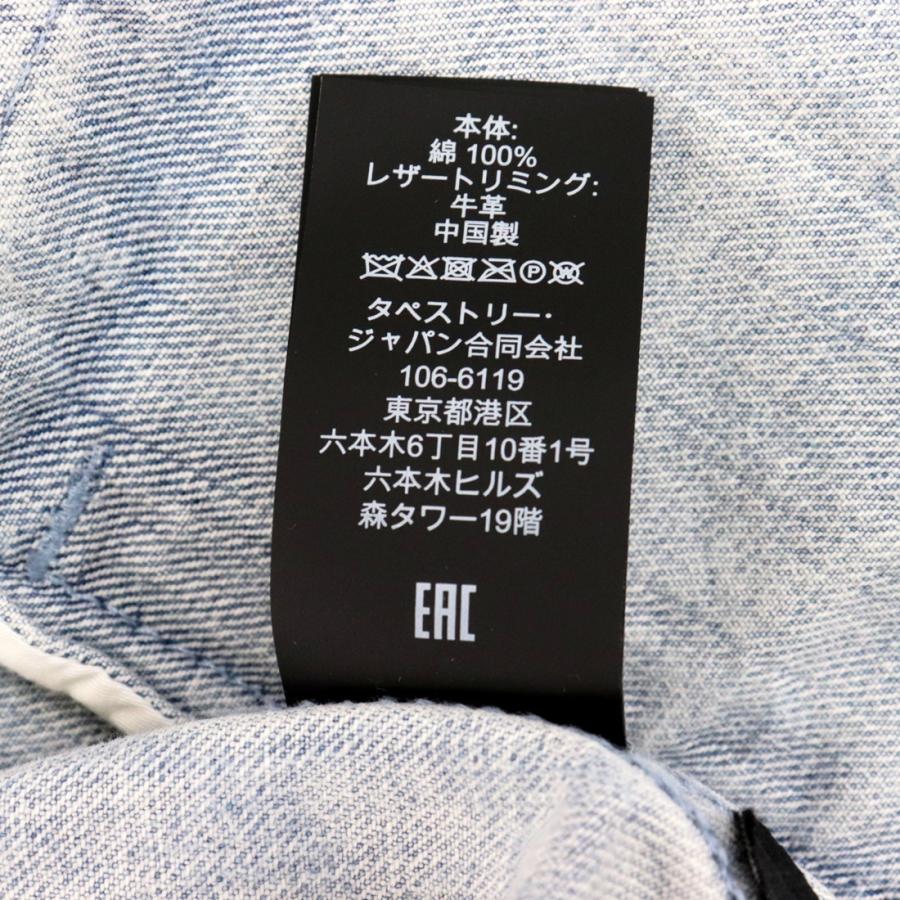 本体:
綿 100%
レザートリミング:
牛革
中国製
P W
タペストリー・
ジャパン合同会社
106-6119
東京都港区
六本木6丁目10番1号
六本木ヒルズ
森タワー19階
EAC